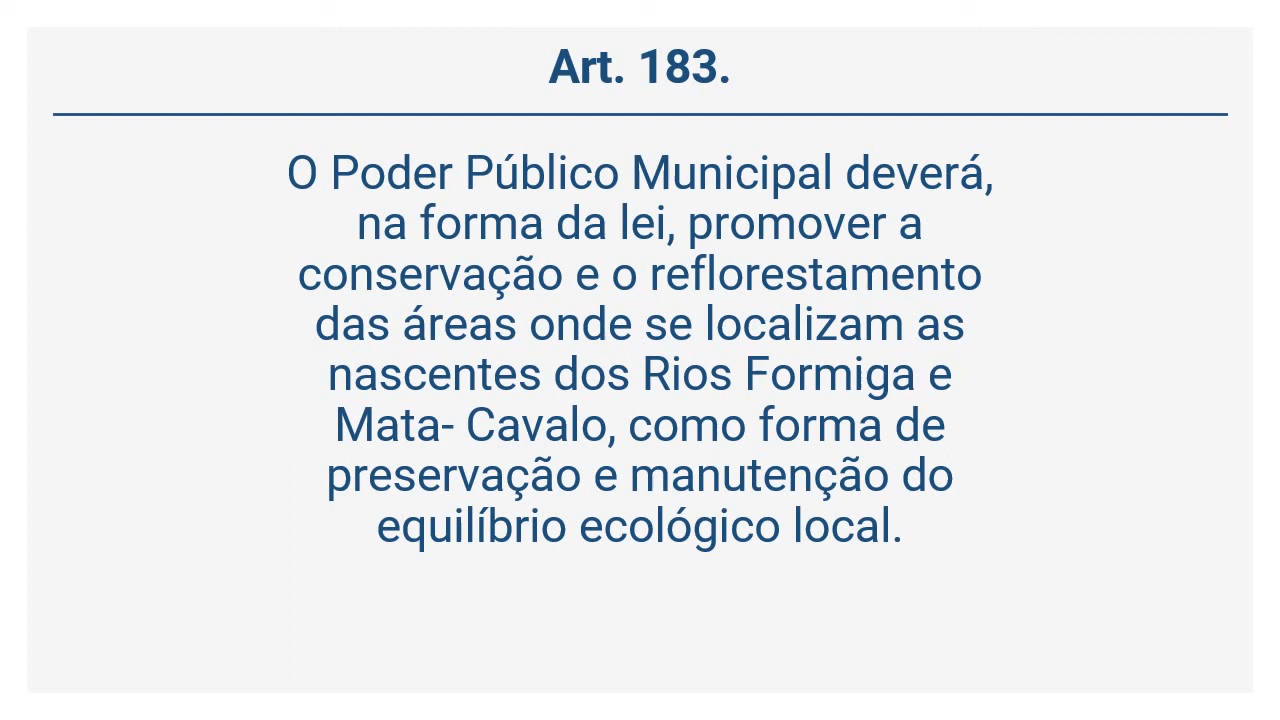 Art. 183.
O Poder Público Municipal deverá,
na forma da lei, promover a
conservação e o reflorestamento
das áreas onde se localizam as
nascentes dos Rios Formiga e
Mata- Cavalo, como forma de
preservação e manutenção do
equilíbrio ecológico local.